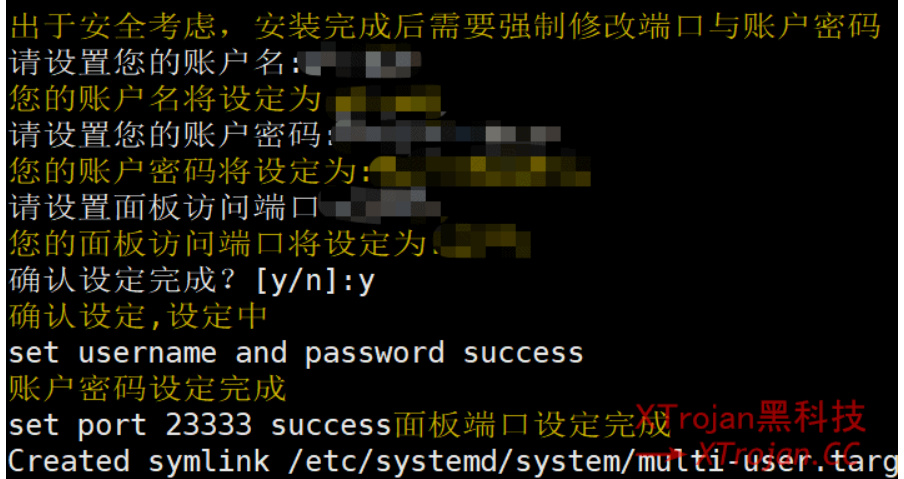 出于安全考虑，安装完成后需要强制修改端口与账户密码
请设置您的账户名:
您的账户名将设定为
请设置您的账户密码:
您的账户密码将设定为:
请设置面板访问端口
您的面板访问端口将设定为:
确认设定完成？[y/n]:y
确认设定,设定中
set username and password success
账户密码设定完成
set port 23333 success面板端口设定完成
XTrojan黑科技
Created symlink /etc/systemd/system/multi-user.targ
XTrojan.CC